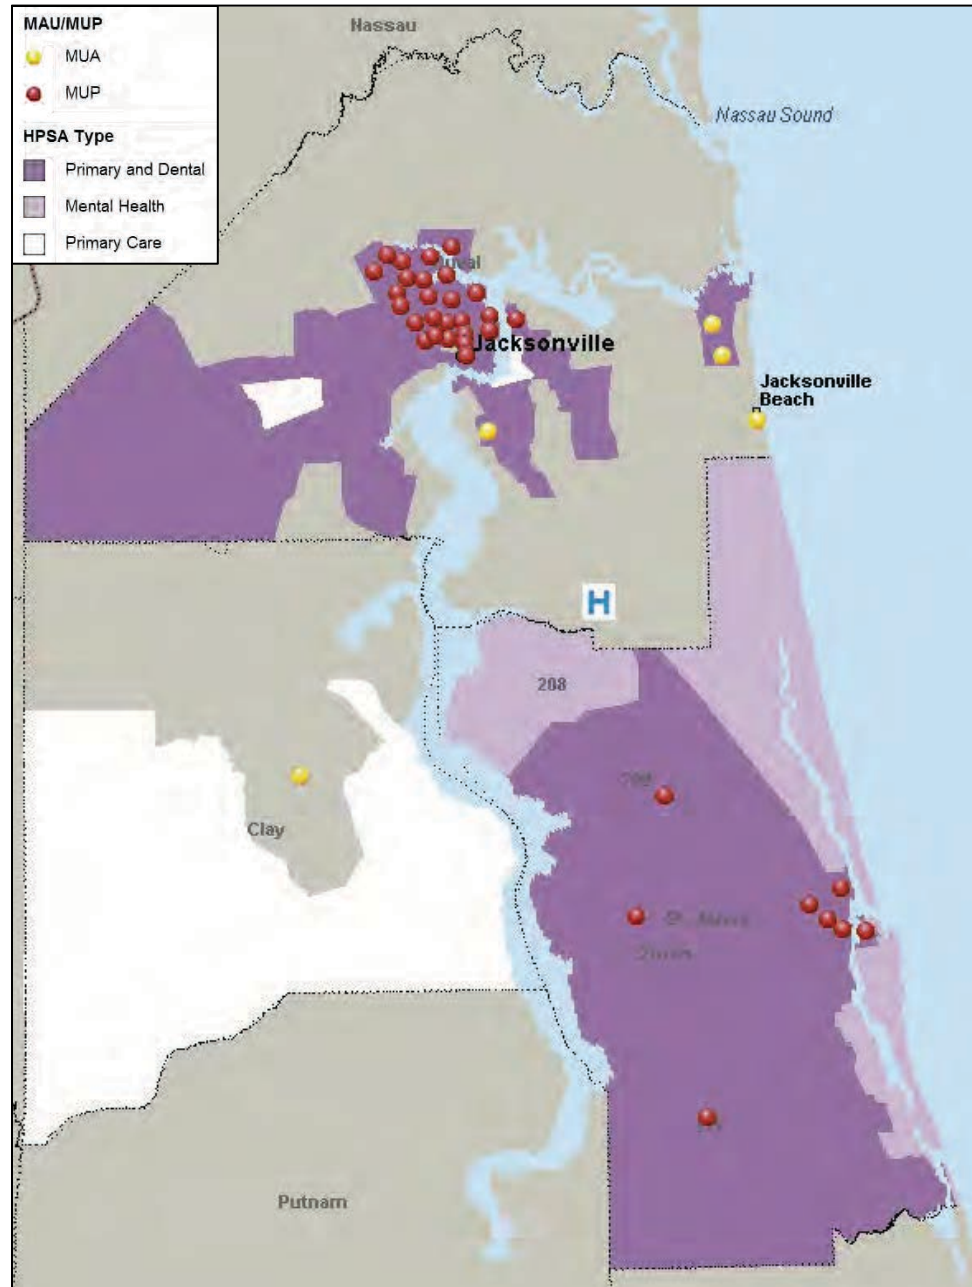 MAU/MUP
MUA
MUP
HPSA Type
Primary and Dental
Mental Health
Primary Care
Nassau
Nassau Sound
Duval
Jacksonville
Jacksonville
Beach
H
208
Clay
Putnam